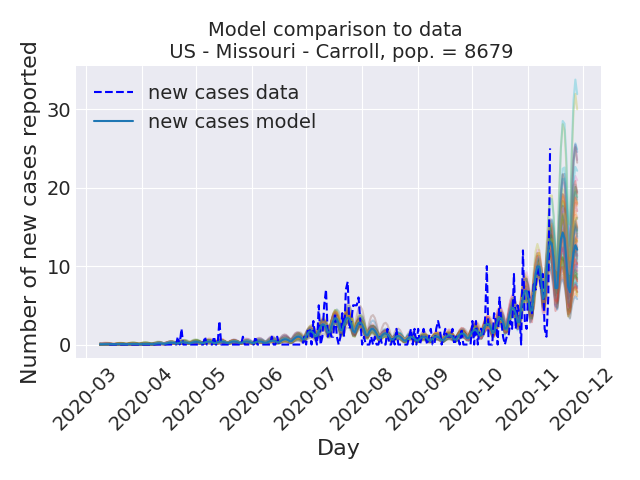 Model comparison to data
US - Missouri - Carroll, pop. = 8679
new cases data
new cases model
Number of new cases reported
30
20
10
0
2020-03
2020-04
2020-05
2020-06
2020-07
2020-08
2020-09
2020-10
2020-11
2020-12
Day